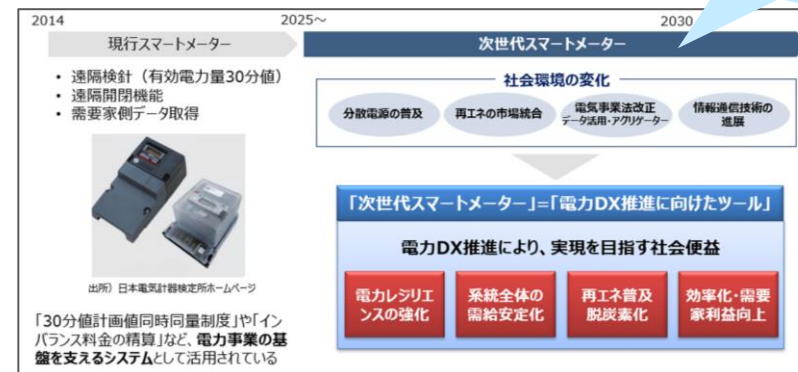 2014
2025～
2030
現行スマートメーター
次世代スマートメーター
・ 遠隔検針（有効電力量30分値）
・ 遠隔開閉機能
・ 需要家側データ取得
出所）日本電気計器検定所ホームページ
「30分値計画値同時同量制度」や「イン
バランス料金の精算」など、電力事業の基
盤を支えるシステムとして活用されている
社会環境の変化
分散電源の普及
再エネの市場統合
電気事業法改正
データ活用・アグリゲーター
情報通信技術の
進展
「次世代スマートメーター」=「電力DX推進に向けたツール」
電力DX推進により、実現を目指す社会便益
電力レジリエ
ンスの強化
系統全体の
需給安定化
再エネ普及
脱炭素化
効率化・需要
家利益向上